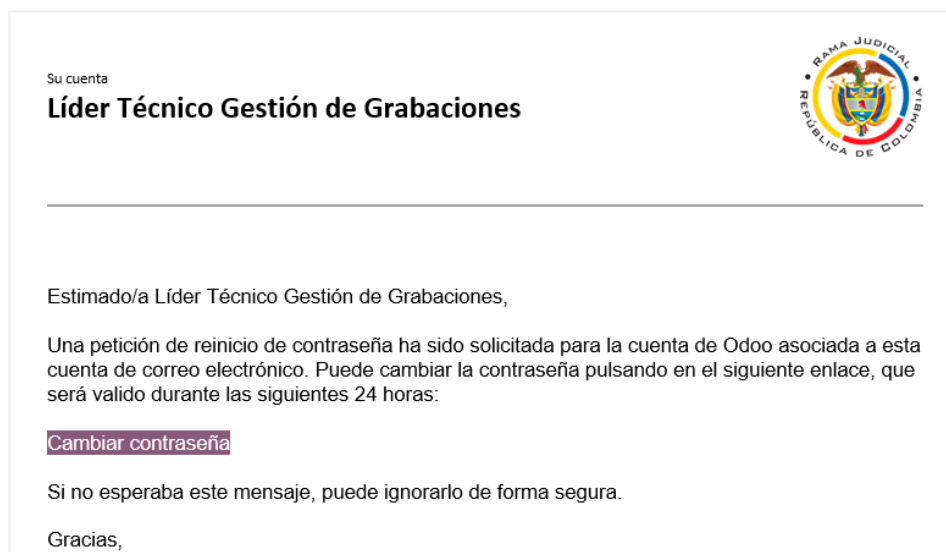 Su cuenta
Líder Técnico Gestión de Grabaciones
RAMA JUDICIAL
REPÚBLICA DE COLOMBIA
Estimado/a Líder Técnico Gestión de Grabaciones,
Una petición de reinicio de contraseña ha sido solicitada para la cuenta de Odoo asociada a esta
cuenta de correo electrónico. Puede cambiar la contraseña pulsando en el siguiente enlace, que
será valido durante las siguientes 24 horas:
Cambiar contraseña
Si no esperaba este mensaje, puede ignorarlo de forma segura.
Gracias,